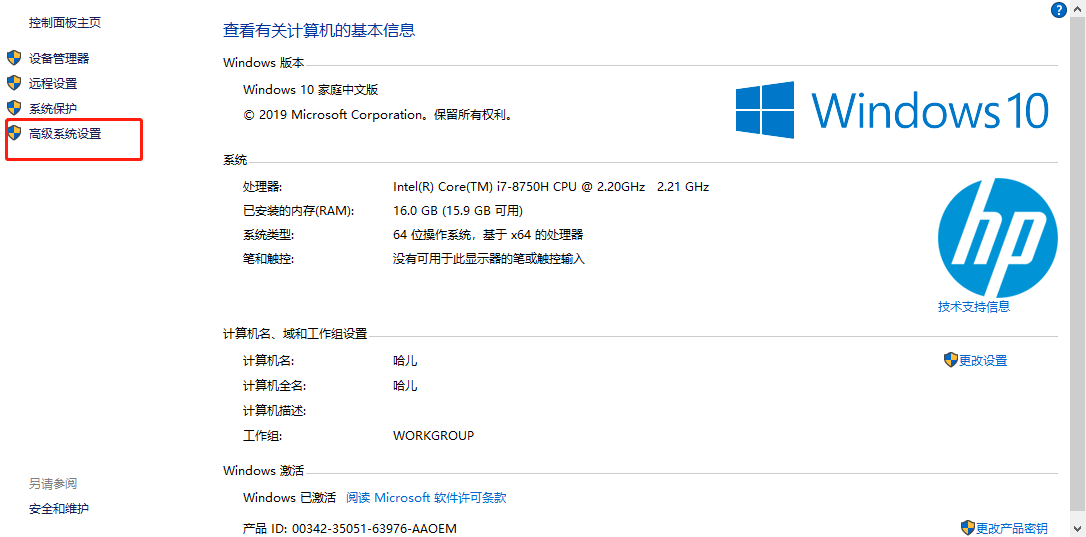 控制面板主页
设备管理器
远程设置
系统保护
高级系统设置
另请参阅
安全和维护
?
查看有关计算机的基本信息
Windows 版本
Windows 10 家庭中文版
© 2019 Microsoft Corporation。保留所有权利。
Windows10
系统
处理器: Intel(R) Core(TM) i7-8750H CPU @ 2.20GHz 2.21 GHz
已安装的内存(RAM): 16.0 GB (15.9 GB 可用)
系统类型: 64 位操作系统，基于 x64 的处理器
笔和触控: 没有可用于此显示器的笔或触控输入
hp
技术支持信息
计算机名、域和工作组设置
计算机名: 哈儿
更改设置
计算机全名: 哈儿
计算机描述:
工作组: WORKGROUP
Windows 激活
Windows 已激活 阅读 Microsoft 软件许可条款
产品 ID: 00342-35051-63976-AAOEM
更改产品密钥